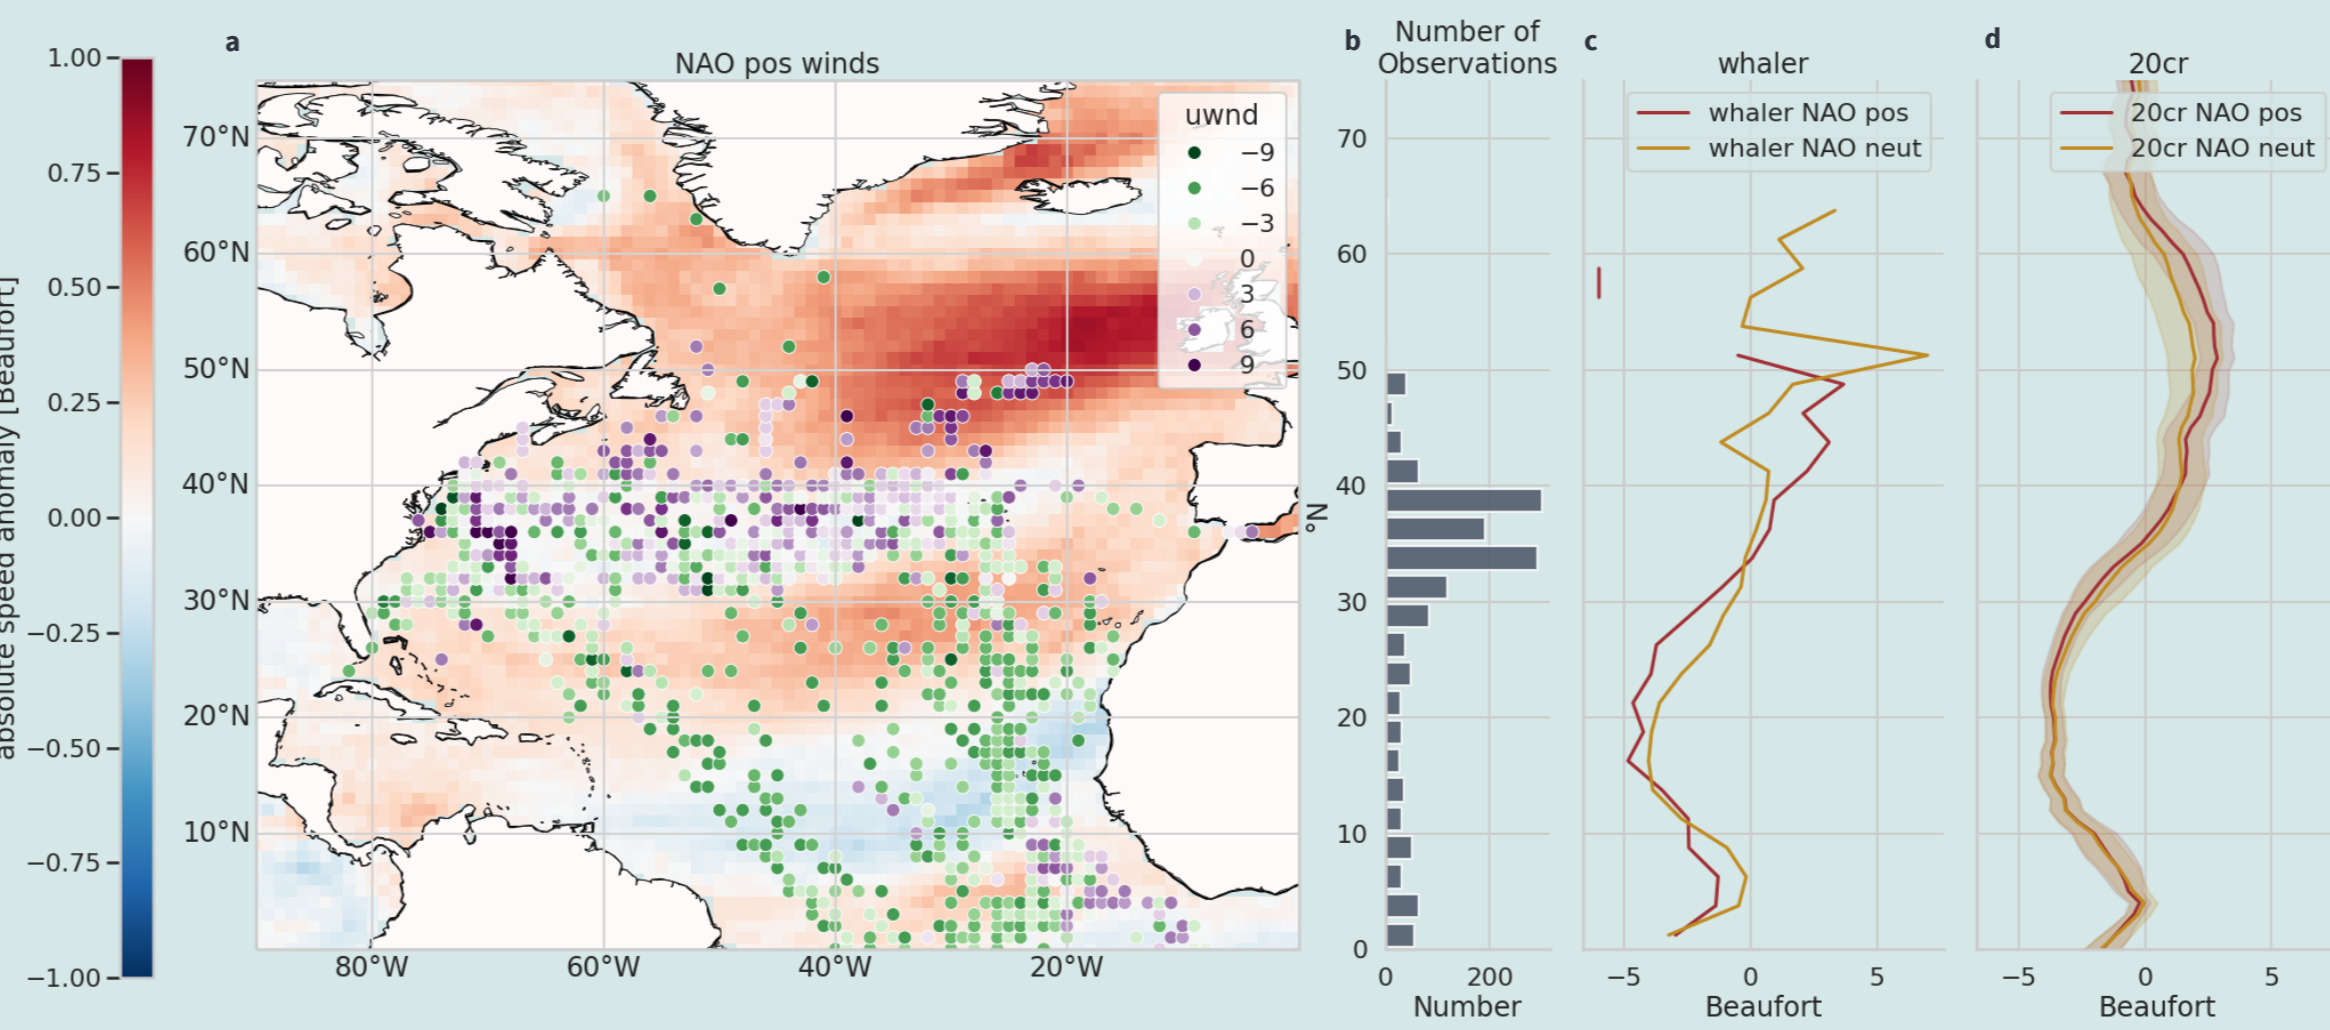 absolute speed anomaly [Beaufort]
1.00
0.75
0.50
0.25
0.00
−0.25
−0.50
−0.75
−1.00
a
NAO pos winds
70°N
60°N
50°N
40°N
30°N
20°N
10°N
80°W
60°W
40°W
20°W
uwnd
−9
−6
−3
0
3
6
9
b
Number of
Observations
°N
70
60
50
40
30
20
10
0
0
200
Number
c
whaler
whaler NAO pos
whaler NAO neut
−5
0
5
Beaufort
d
20cr
20cr NAO pos
20cr NAO neut
−5
0
5
Beaufort